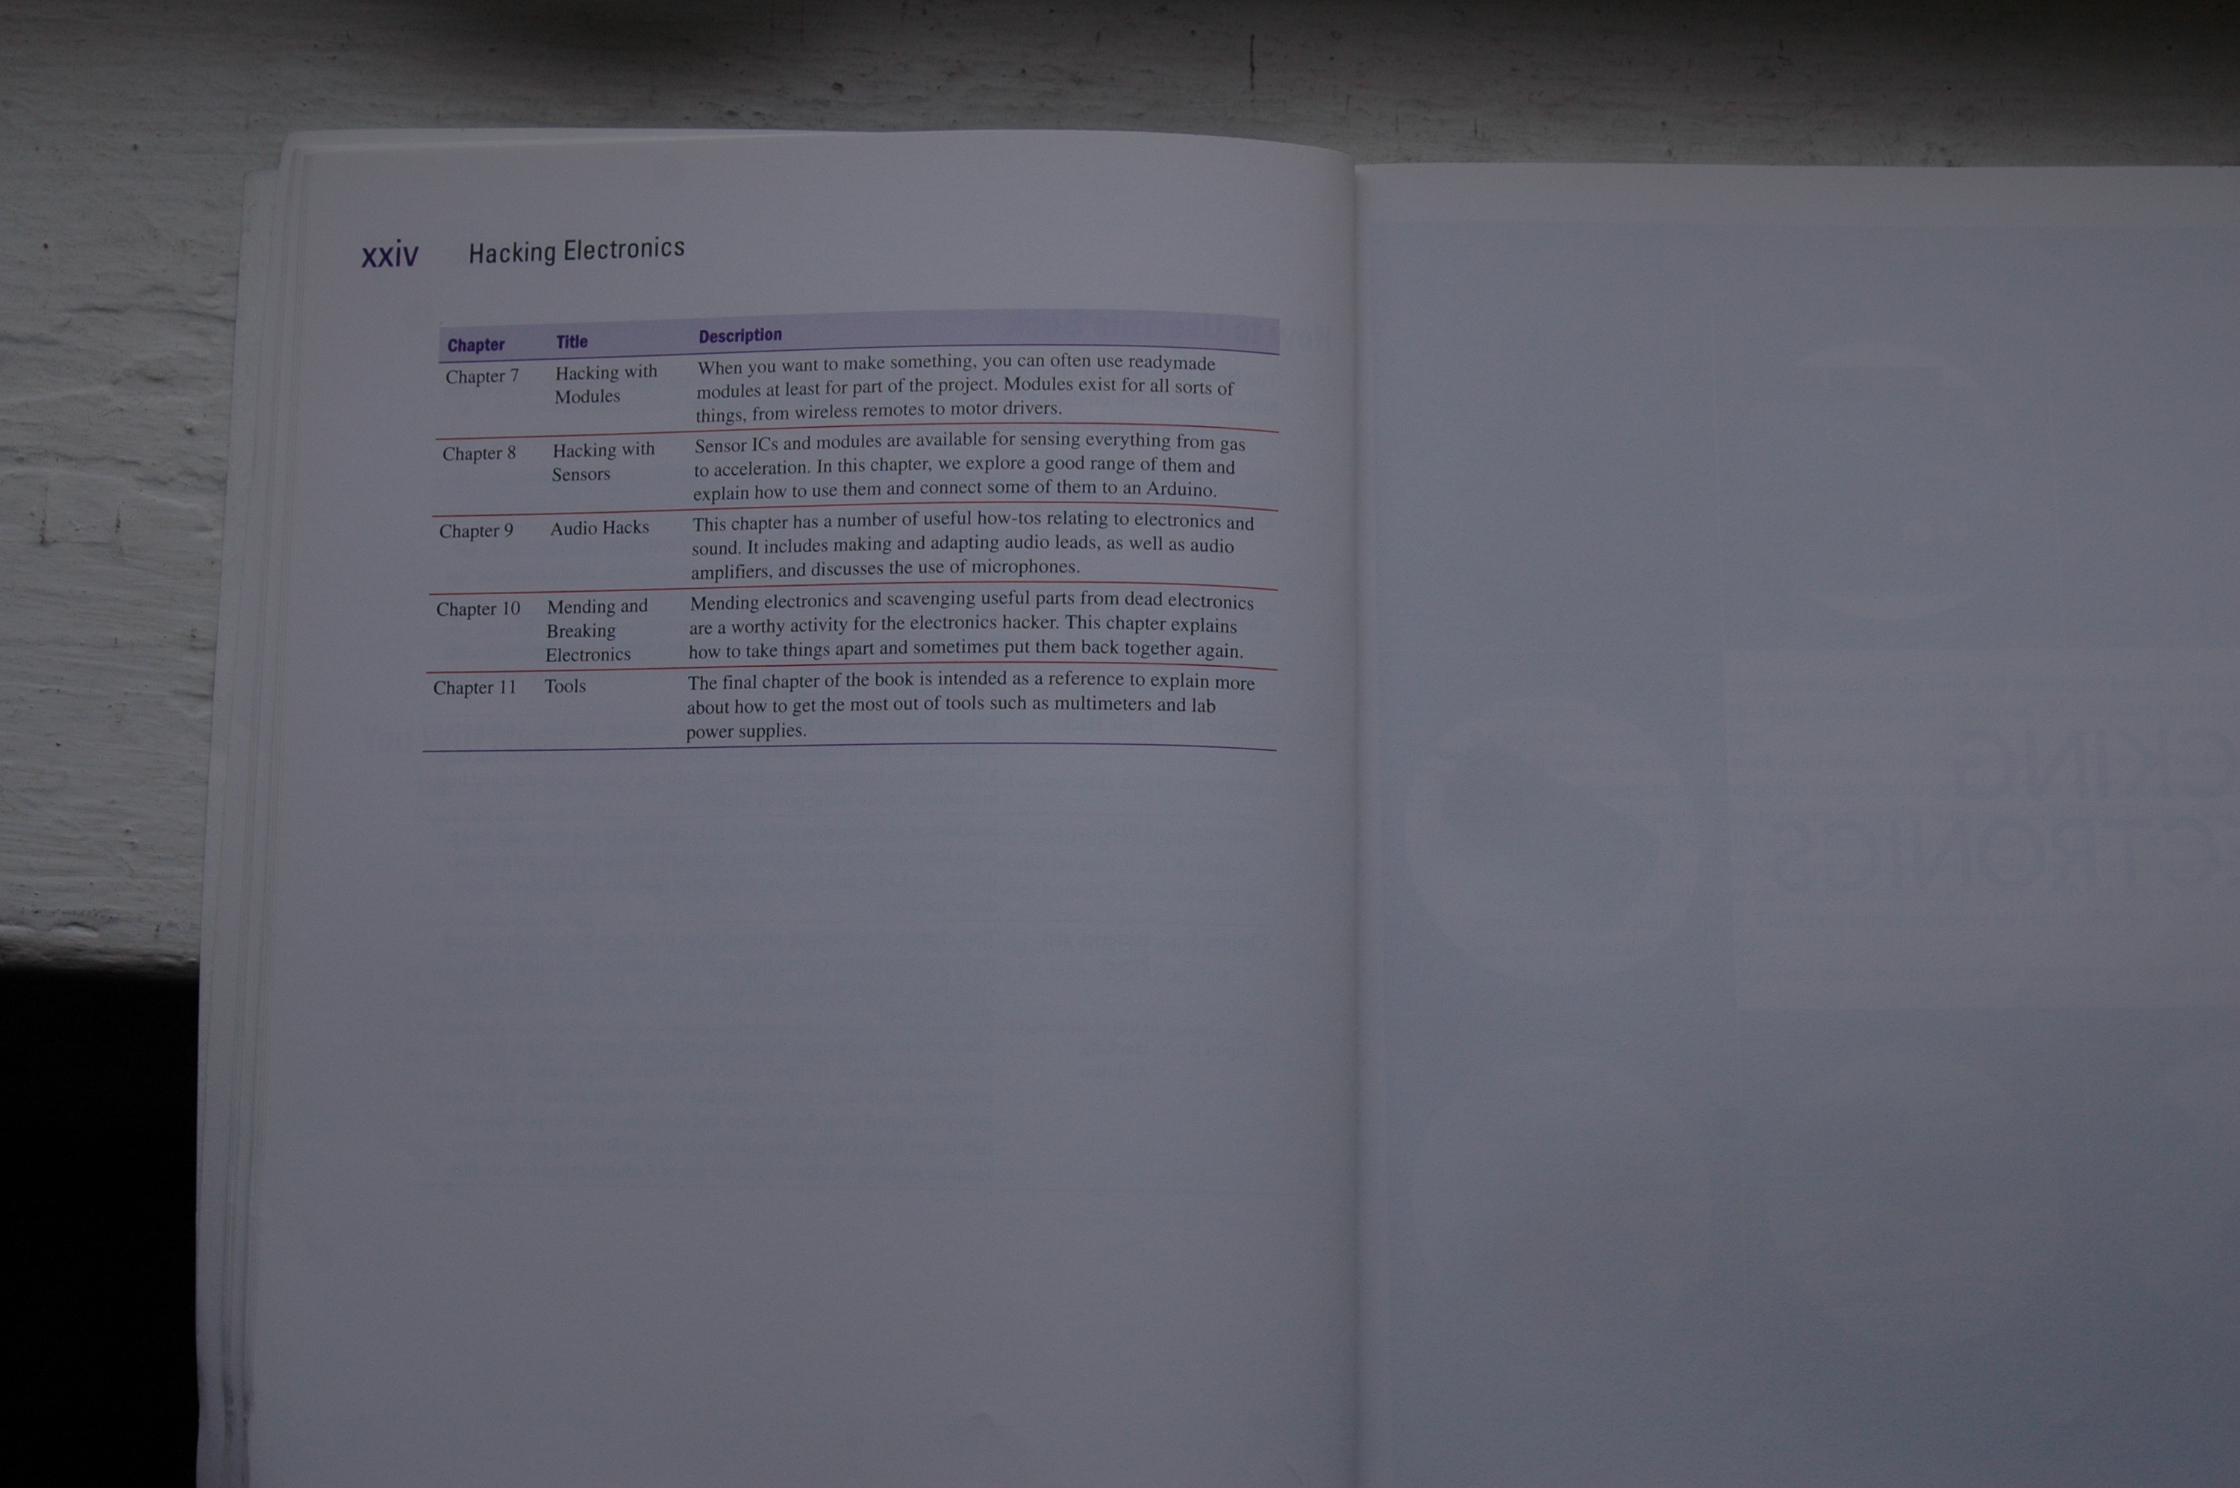 xxiv Hacking Electronics
Chapter Title Description
Chapter 7 Hacking with When you want to make something, you can often use readymade
Modules modules at least for part of the project. Modules exist for all sorts of
things, from wireless remotes to motor drivers.
Chapter 8 Hacking with Sensor ICs and modules are available for sensing everything from gas
Sensors to acceleration. In this chapter, we explore a good range of them and
explain how to use them and connect some of them to an Arduino.
Chapter 9 Audio Hacks This chapter has a number of useful how-tos relating to electronics and
sound. It includes making and adapting audio leads, as well as audio
amplifiers, and discusses the use of microphones.
Chapter 10 Mending and Mending electronics and scavenging useful parts from dead electronics
Breaking are a worthy activity for the electronics hacker. This chapter explains
Electronics how to take things apart and sometimes put them back together again.
Chapter 11 Tools The final chapter of the book is intended as a reference to explain more
about how to get the most out of tools such as multimeters and lab
power supplies.